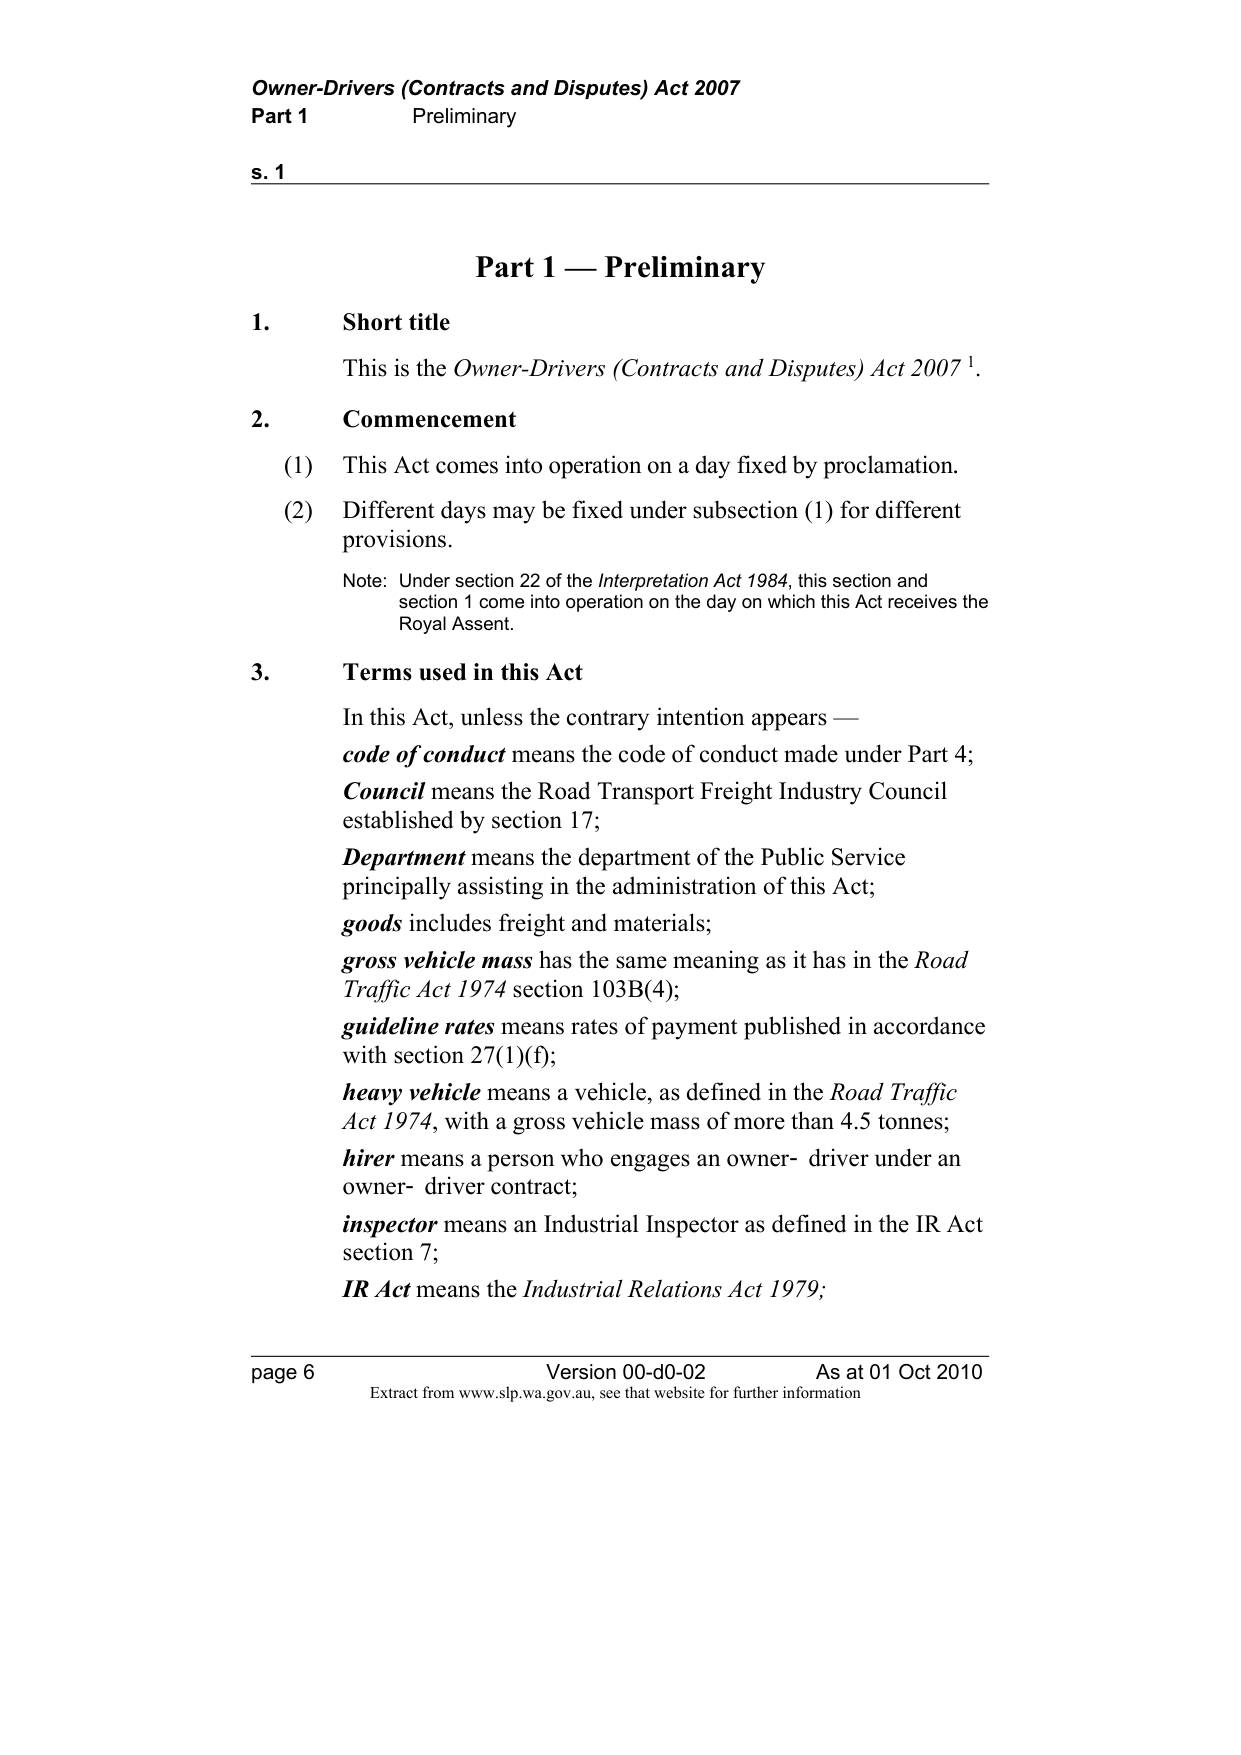 Owner-Drivers (Contracts and Disputes) Act 2007
Part 1 Preliminary
s. 1
Part 1 — Preliminary
1. Short title
This is the Owner-Drivers (Contracts and Disputes) Act 2007 1.
2. Commencement
(1) This Act comes into operation on a day fixed by proclamation.
(2) Different days may be fixed under subsection (1) for different
provisions.
Note: Under section 22 of the Interpretation Act 1984, this section and
section 1 come into operation on the day on which this Act receives the
Royal Assent.
3. Terms used in this Act
In this Act, unless the contrary intention appears —
code of conduct means the code of conduct made under Part 4;
Council means the Road Transport Freight Industry Council
established by section 17;
Department means the department of the Public Service
principally assisting in the administration of this Act;
goods includes freight and materials;
gross vehicle mass has the same meaning as it has in the Road
Traffic Act 1974 section 103B(4);
guideline rates means rates of payment published in accordance
with section 27(1)(f);
heavy vehicle means a vehicle, as defined in the Road Traffic
Act 1974, with a gross vehicle mass of more than 4.5 tonnes;
hirer means a person who engages an owner- driver under an
owner- driver contract;
inspector means an Industrial Inspector as defined in the IR Act
section 7;
IR Act means the Industrial Relations Act 1979;
page 6 Version 00-d0-02 As at 01 Oct 2010
Extract from www.slp.wa.gov.au, see that website for further information